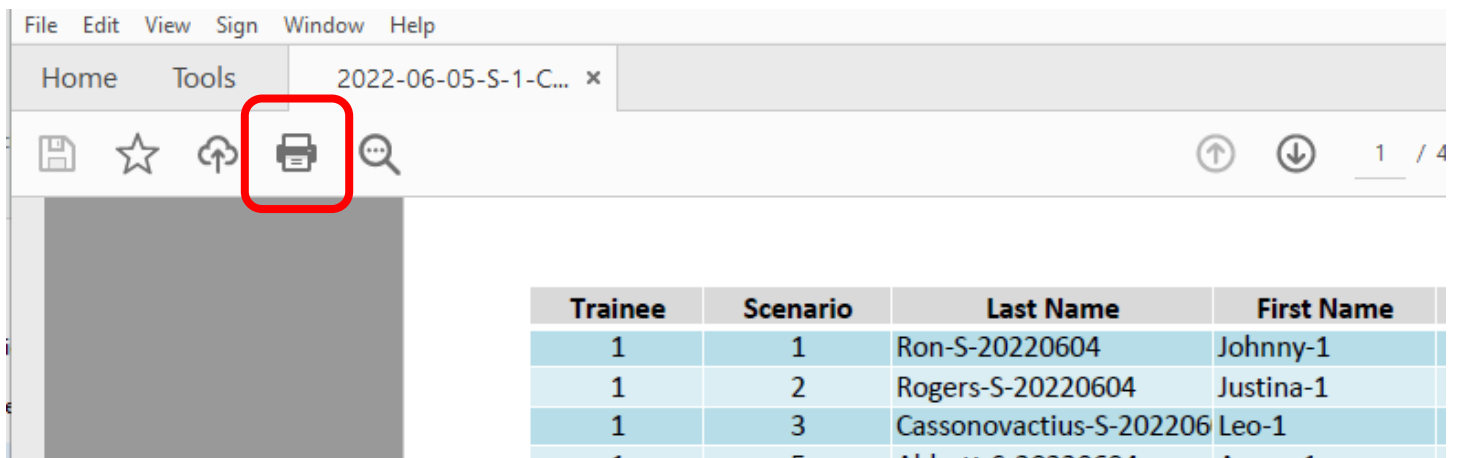 File Edit View Sign Window Help
Home Tools 2022-06-05-S-1-C... ×
1 / 4
Trainee Scenario Last Name First Name
1 1 Ron-S-20220604 Johnny-1
1 2 Rogers-S-20220604 Justina-1
1 3 Cassonovactius-S-202206 Leo-1